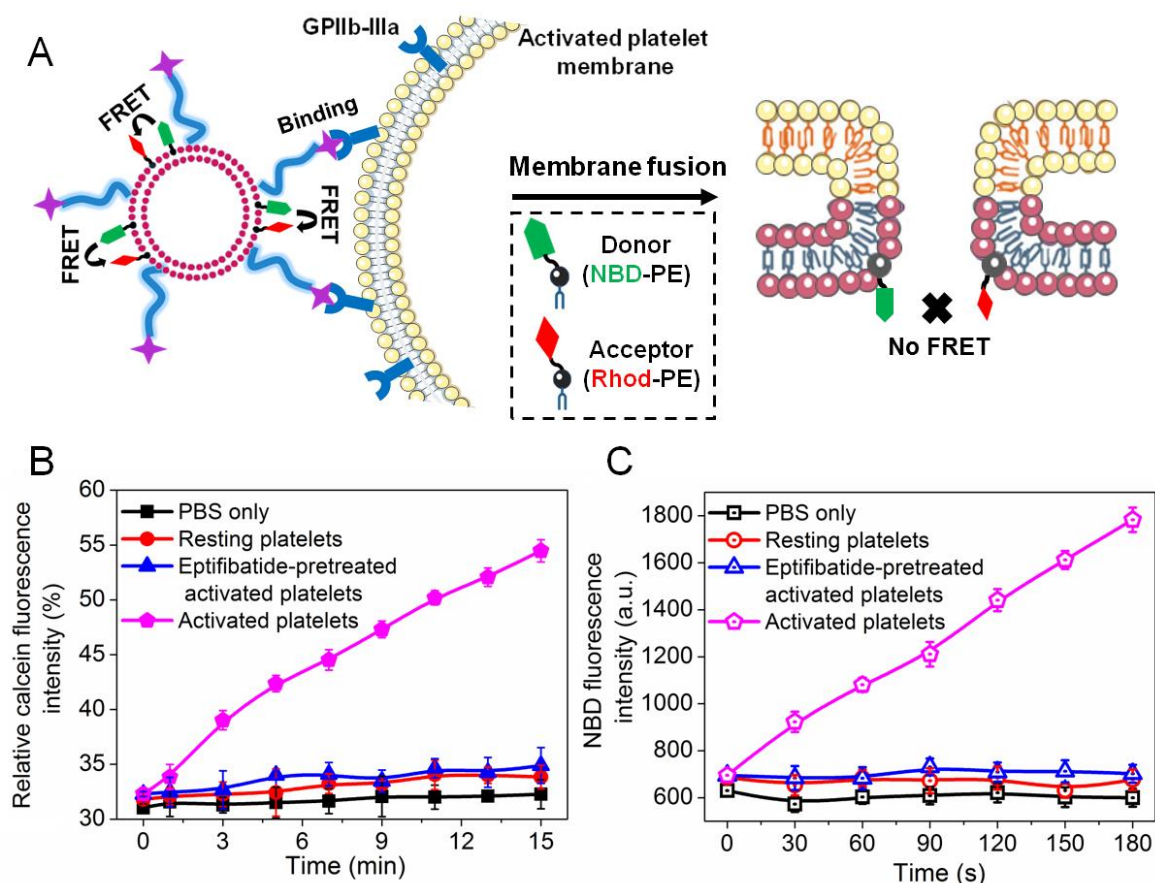 A
GPIIb-IIIa
Activated platelet
membrane
FRET
Binding
FRET
FRET
Membrane fusion
Donor
(NBD-PE)
Acceptor
(Rhod-PE)
No FRET
B
Relative calcein fluorescence
intensity (%)
60
55
50
45
40
35
30
PBS only
Resting platelets
Eptifibatide-pretreated
activated platelets
Activated platelets
0 3 6 9 12 15
Time (min)
C
NBD fluorescence
intensity (a.u.)
1800
1600
1400
1200
1000
800
600
PBS only
Resting platelets
Eptifibatide-pretreated
activated platelets
Activated platelets
0 30 60 90 120 150 180
Time (s)